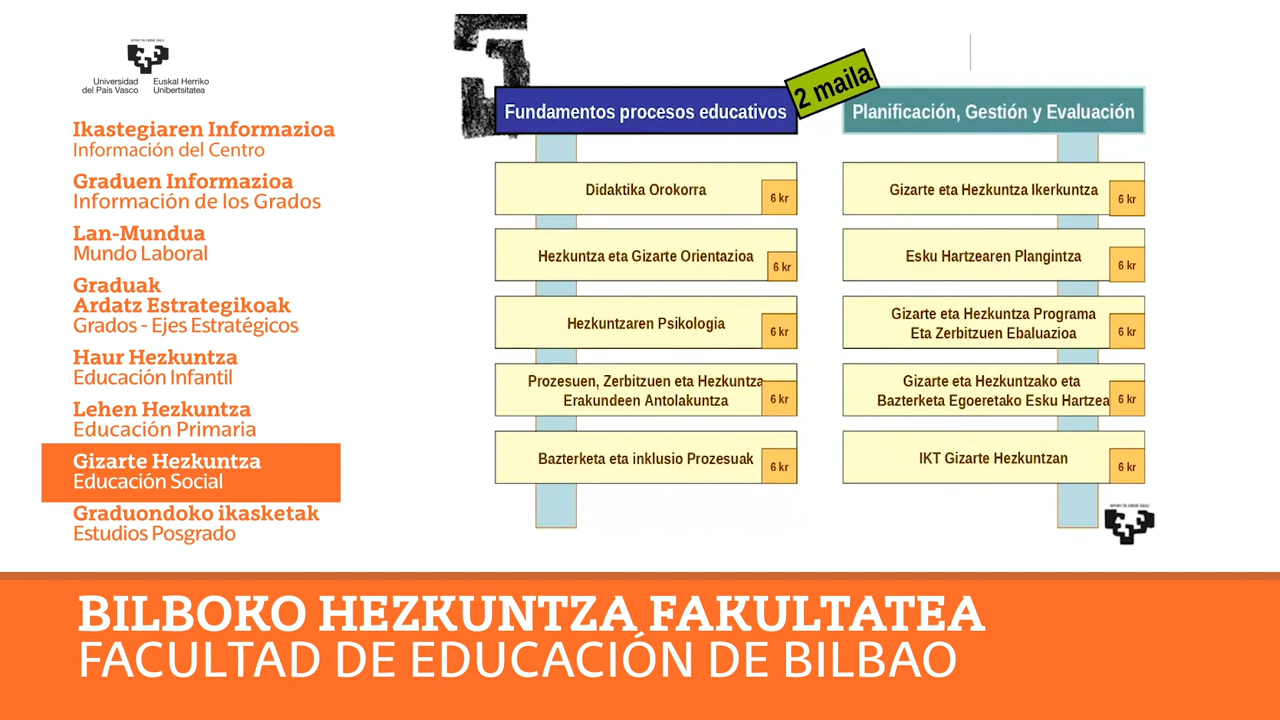 eman ta zabal zazu
Universidad
del País Vasco
Euskal Herriko
Unibertsitatea
Ikastegiaren Informazioa
Información del Centro
Graduen Informazioa
Información de los Grados
Lan-Mundua
Mundo Laboral
Graduak
Ardatz Estrategikoak
Grados - Ejes Estratégicos
Haur Hezkuntza
Educación Infantil
Lehen Hezkuntza
Educación Primaria
Gizarte Hezkuntza
Educación Social
Graduondoko ikasketak
Estudios Posgrado
2 maila
Fundamentos procesos educativos
Didaktika Orokorra
6 kr
Hezkuntza eta Gizarte Orientazioa
6 kr
Hezkuntzaren Psikologia
6 kr
Prozesuen, Zerbitzuen eta Hezkuntza
Erakundeen Antolakuntza
6 kr
Bazterketa eta inklusio Prozesuak
6 kr
Planificación, Gestión y Evaluación
Gizarte eta Hezkuntza Ikerkuntza
6 kr
Esku Hartzearen Plangintza
6 kr
Gizarte eta Hezkuntza Programa
Eta Zerbitzuen Ebaluazioa
6 kr
Gizarte eta Hezkuntzako eta
Bazterketa Egoeretako Esku Hartzea
6 kr
IKT Gizarte Hezkuntzan
6 kr
eman ta zabal zazu
BILBOKO HEZKUNTZA FAKULTATEA
FACULTAD DE EDUCACIÓN DE BILBAO